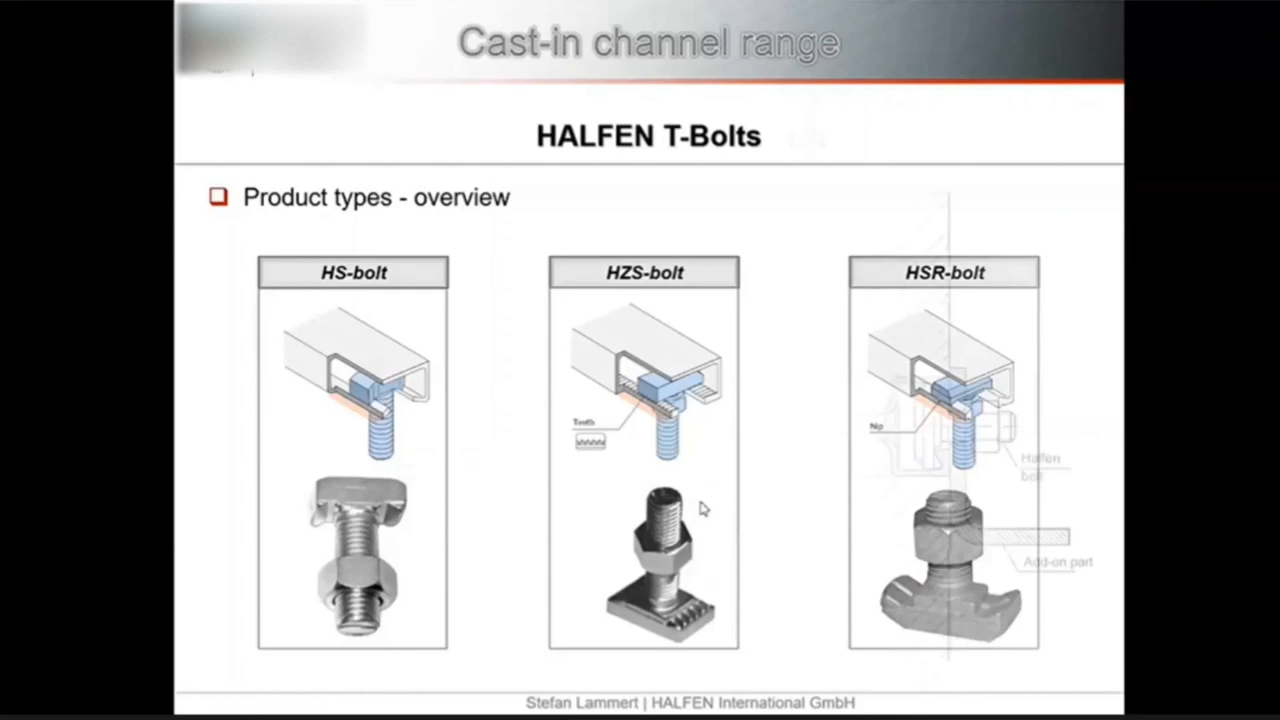 Cast-in channel range
HALFEN T-Bolts
Product types - overview
HS-bolt
HZS-bolt
HSR-bolt
Teeth
Nip
Halfen
bolt
Add-on part
Stefan Lammert | HALFEN International GmbH